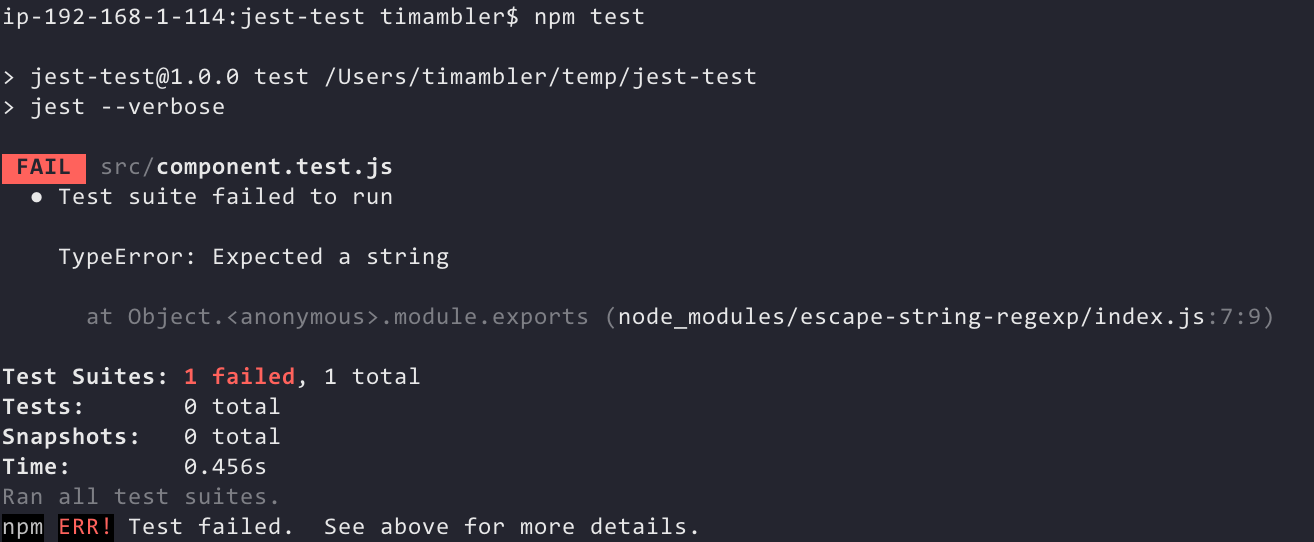 ip-192-168-1-114:jest-test timambler$ npm test
> jest-test@1.0.0 test /Users/timambler/temp/jest-test
> jest --verbose
FAIL src/component.test.js
● Test suite failed to run
TypeError: Expected a string
at Object.<anonymous>.module.exports (node_modules/escape-string-regexp/index.js:7:9)
Test Suites: 1 failed, 1 total
Tests: 0 total
Snapshots: 0 total
Time: 0.456s
Ran all test suites.
npm ERR! Test failed.  See above for more details.